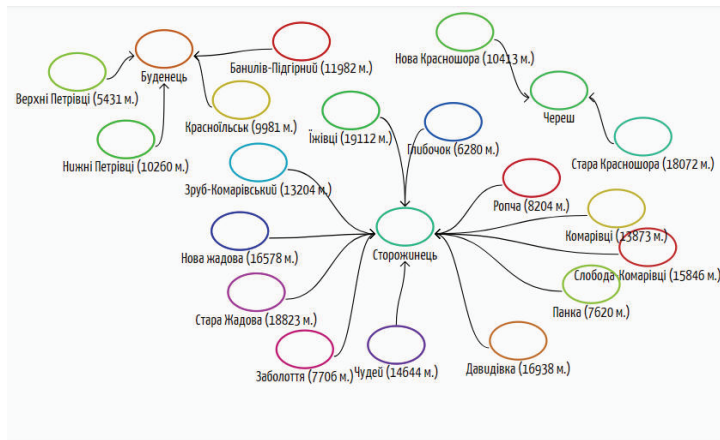 Нова Красношора (10413 м.)
Буденець
Банилів-Підгірний (11982 м.)
Верхні Петрівці (5431 м.)
Череш
Красноїльськ (9981 м.)
Їжівці (19112 м.)
Глибочок (6280 м.)
Нижні Петрівці (10260 м.)
Стара Красношора (18072 м.)
Зруб-Комарівський (13204 м.)
Ропча (8204 м.)
Комарівці (13873 м.)
Сторожинець
Нова жадова (16578 м.)
Слобода Комарівці (15846 м.)
Панка (7620 м.)
Стара Жадова (18823 м.)
Давидівка (16938 м.)
Чудей (14644 м.)
Заболоття (7706 м.)